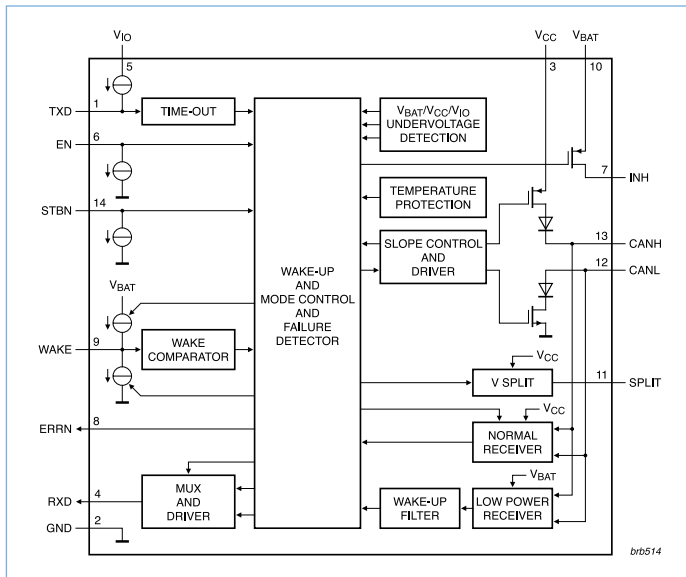 VIO
VCC
VBAT
5
3
10
TXD
1
TIME-OUT
VBAT/VCC/VIO
UNDERVOLTAGE
DETECTION
EN
6
7
INH
STBN
14
TEMPERATURE
PROTECTION
13
CANH
SLOPE CONTROL
AND
DRIVER
12
CANL
WAKE-UP
AND
MODE CONTROL
AND
FAILURE
DETECTOR
VBAT
WAKE
9
WAKE
COMPARATOR
VCC
V SPLIT
11
SPLIT
VCC
ERRN
8
NORMAL
RECEIVER
VBAT
RXD
4
MUX
AND
DRIVER
WAKE-UP
FILTER
LOW POWER
RECEIVER
GND
2
brb514